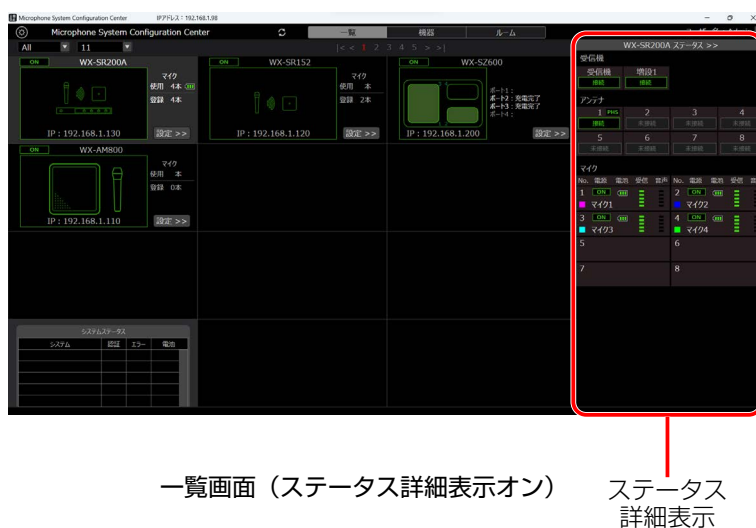 Microphone System Configuration Center IPアドレス : 192.168.1.98
Microphone System Configuration Center
一覧 機器 ルーム
All 11
|< < 1 2 3 4 5 > >|
ON WX-SR200A
マイク
使用 4本
登録 4本
IP : 192.168.1.130 設定 >>
ON WX-SR152
マイク
使用 本
登録 2本
IP : 192.168.1.120 設定 >>
ON WX-SZ600
ポート1 :
ポート2 : 充電完了
ポート3 : 充電完了
ポート4 :
IP : 192.168.1.200 設定 >>
ON WX-AM800
マイク
使用 本
登録 0本
IP : 192.168.1.110 設定 >>
システムステータス
システム 認証 エラー 電池
WX-SR200A ステータス >>
受信機
受信機 増設1
接続 接続
アンテナ
1 PHS 2 3 4
接続 未接続 未接続 未接続
5 6 7 8
未接続 未接続 未接続 未接続
マイク
No. 電源 電池 受信 音声 No. 電源 電池 受信
1 ON 2 ON
マイク1 マイク2
3 ON 4 ON
マイク3 マイク4
5 6
7 8
一覧画面（ステータス詳細表示オン）
ステータス
詳細表示